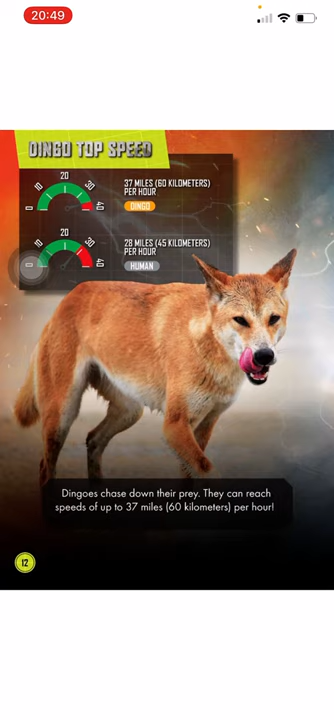 20:49
DINGO TOP SPEED
0 10 20 30 40
37 MILES (60 KILOMETERS)
PER HOUR
DINGO
0 10 20 30 40
28 MILES (45 KILOMETERS)
PER HOUR
HUMAN
Dingoes chase down their prey. They can reach
speeds of up to 37 miles (60 kilometers) per hour!
12